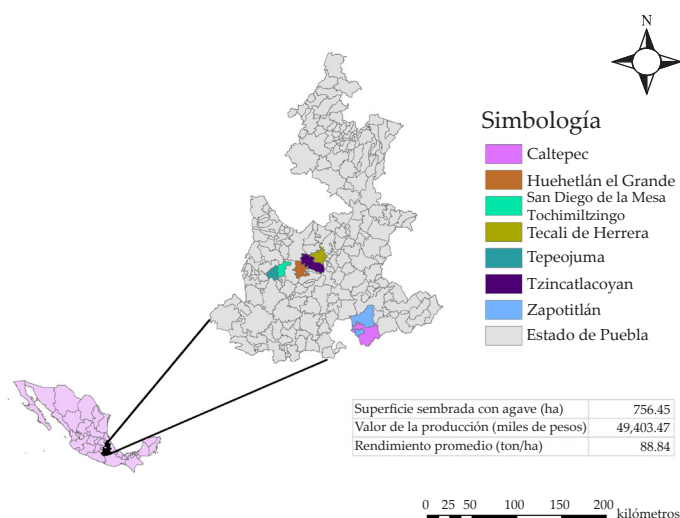 N
Simbología
Caltepec
Huehetlán el Grande
San Diego de la Mesa
Tochimiltzingo
Tecali de Herrera
Tepeojuma
Tzincatlacoyan
Zapotitlán
Estado de Puebla
Superficie sembrada con agave (ha) 756.45
Valor de la producción (miles de pesos) 49,403.47
Rendimiento promedio (ton/ha) 88.84
0 25 50 100 150 200 kilómetros